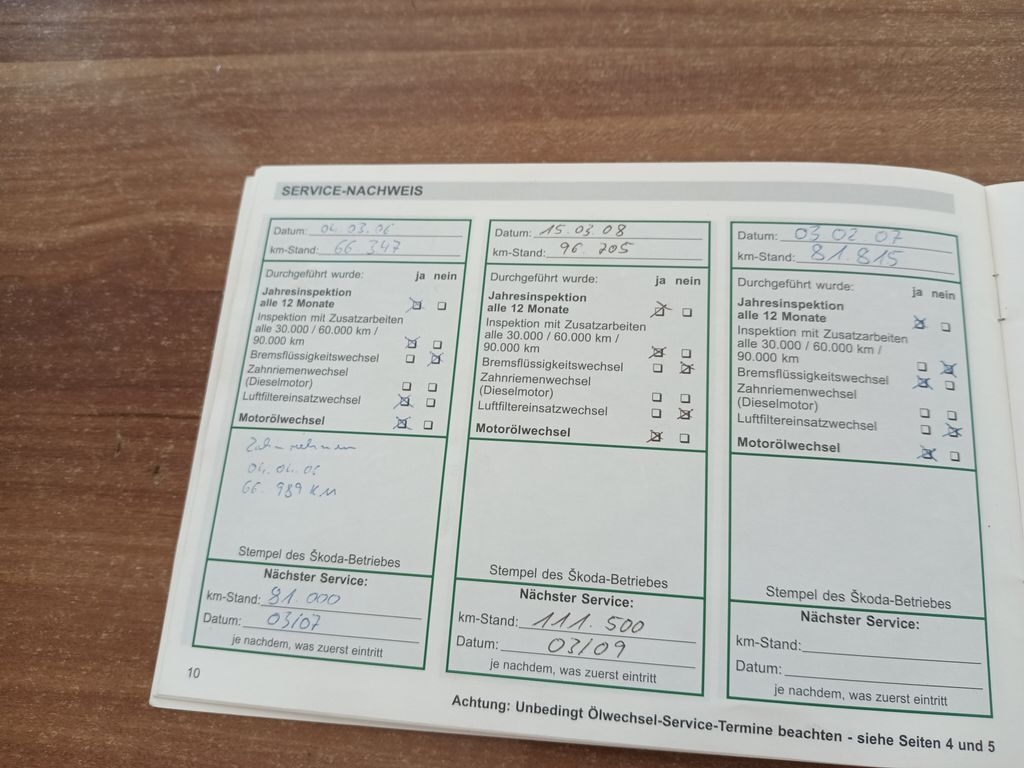 SERVICE-NACHWEIS
Datum: 04 03.06
km-Stand: 66 347
Durchgeführt wurde: ja nein
Jahresinspektion
alle 12 Monate
Inspektion mit Zusatzarbeiten
alle 30.000 / 60.000 km /
90.000 km
Bremsflüssigkeitswechsel
Zahnriemenwechsel
(Dieselmotor)
Luftfiltereinsatzwechsel
Motorölwechsel
04.04.06
66. 989 KM
Stempel des Škoda-Betriebes
Nächster Service:
km-Stand: 81.000
Datum: 03/07
je nachdem, was zuerst eintritt
Datum: 15.03.08
km-Stand: 96.205
Durchgeführt wurde: ja nein
Jahresinspektion
alle 12 Monate
Inspektion mit Zusatzarbeiten
alle 30.000 / 60.000 km /
90.000 km
Bremsflüssigkeitswechsel
Zahnriemenwechsel
(Dieselmotor)
Luftfiltereinsatzwechsel
Motorölwechsel
Stempel des Škoda-Betriebes
Nächster Service:
km-Stand: 111.500
Datum: 03/09
je nachdem, was zuerst eintritt
Datum: 03 02 07
km-Stand: 81.815
Durchgeführt wurde: ja nein
Jahresinspektion
alle 12 Monate
Inspektion mit Zusatzarbeiten
alle 30.000 / 60.000 km /
90.000 km
Bremsflüssigkeitswechsel
Zahnriemenwechsel
(Dieselmotor)
Luftfiltereinsatzwechsel
Motorölwechsel
Stempel des Škoda-Betriebes
Nächster Service:
km-Stand:
Datum:
je nachdem, was zuerst eintritt
10
Achtung: Unbedingt Ölwechsel-Service-Termine beachten - siehe Seiten 4 und 5